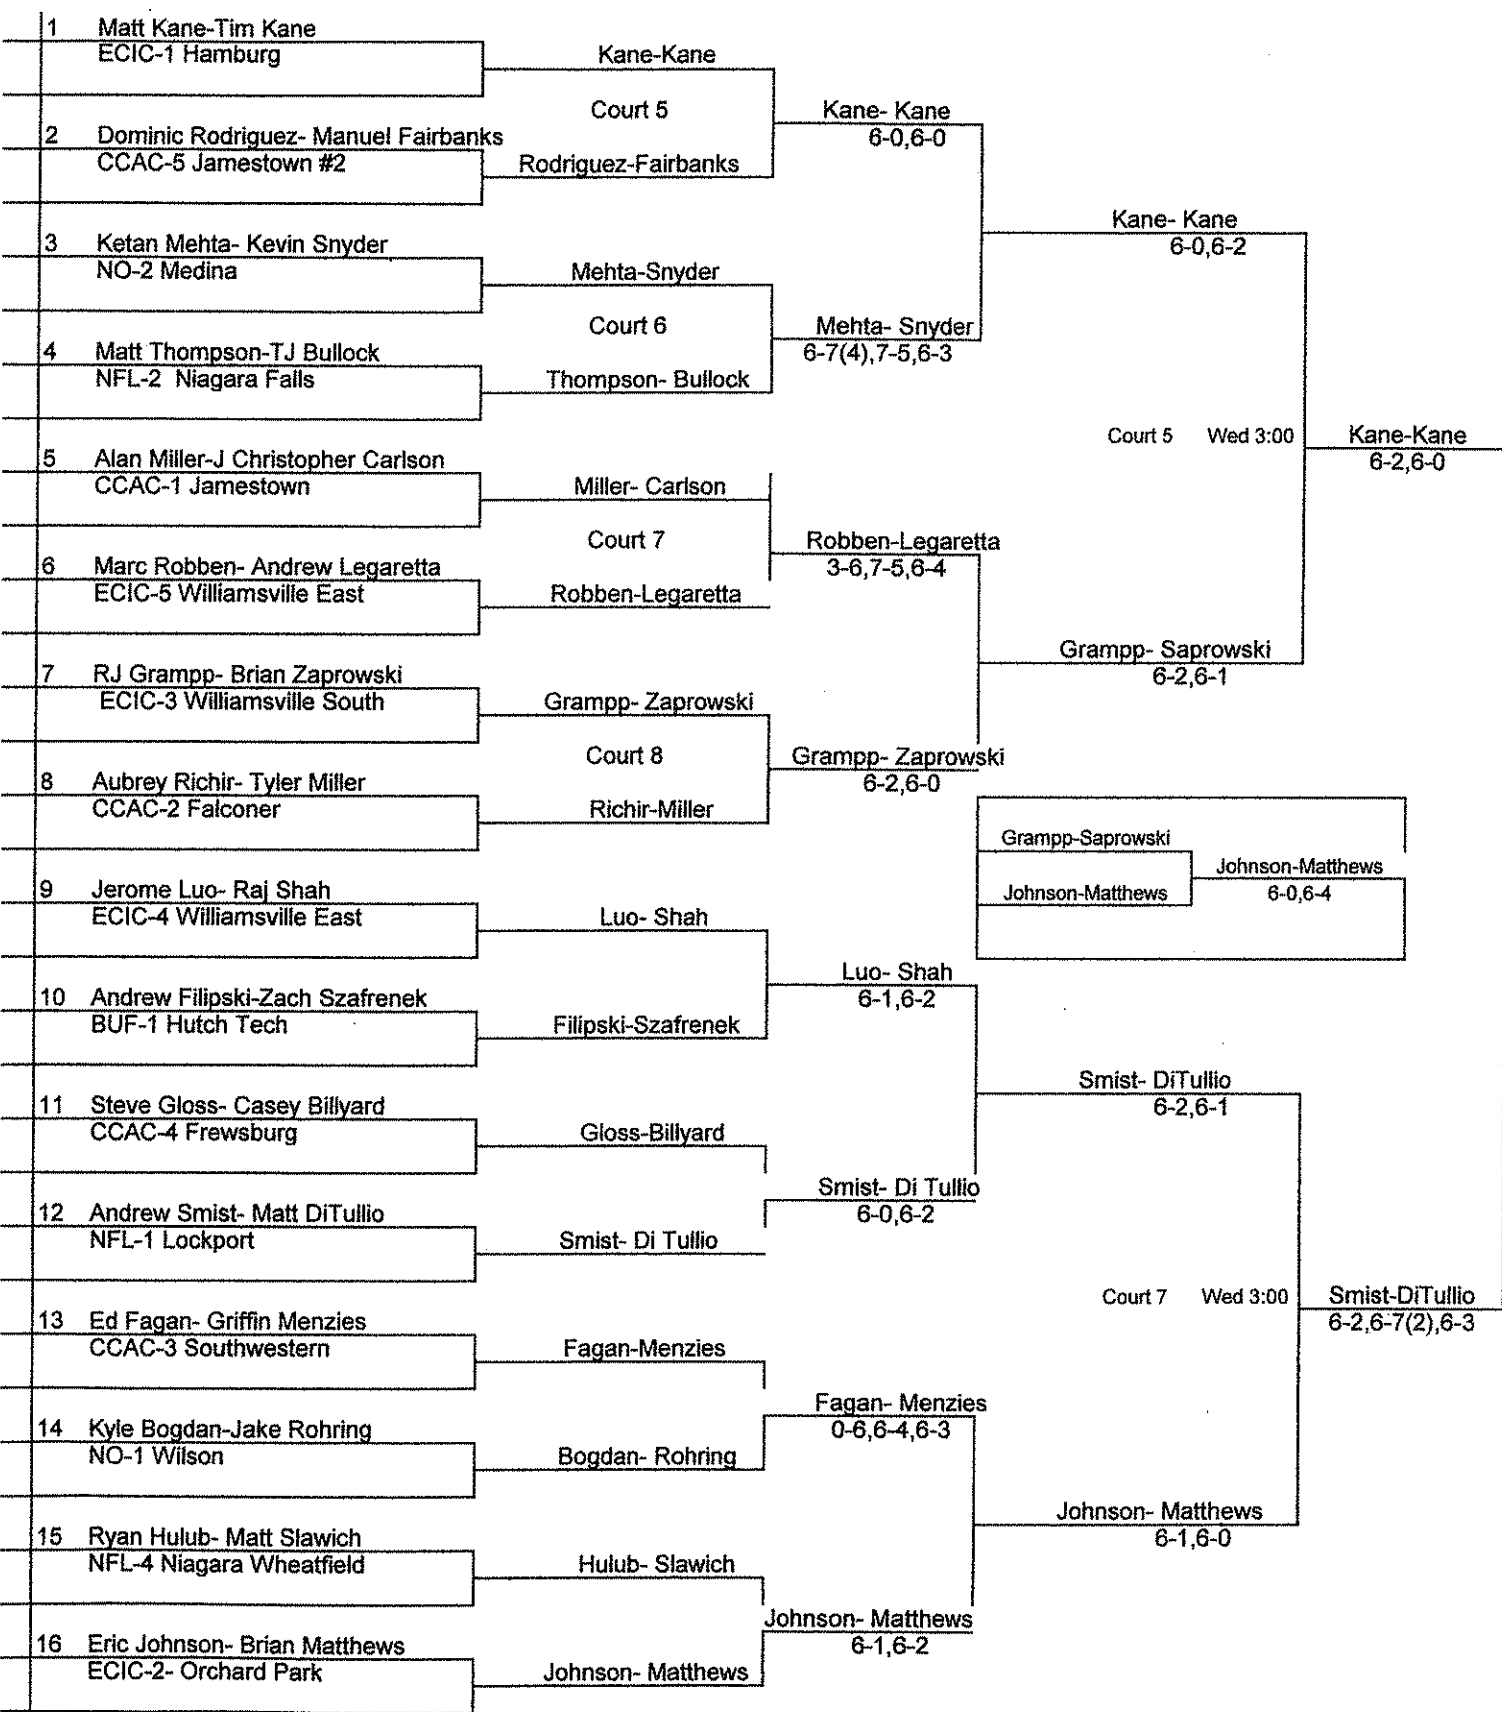 1 Matt Kane-Tim Kane
ECIC-1 Hamburg
2 Dominic Rodriguez- Manuel Fairbanks
CCAC-5 Jamestown #2
3 Ketan Mehta- Kevin Snyder
NO-2 Medina
4 Matt Thompson-TJ Bullock
NFL-2 Niagara Falls
5 Alan Miller-J Christopher Carlson
CCAC-1 Jamestown
6 Marc Robben- Andrew Legaretta
ECIC-5 Williamsville East
7 RJ Grampp- Brian Zaprowski
ECIC-3 Williamsville South
8 Aubrey Richir- Tyler Miller
CCAC-2 Falconer
9 Jerome Luo- Raj Shah
ECIC-4 Williamsville East
10 Andrew Filipski-Zach Szafrenek
BUF-1 Hutch Tech
11 Steve Gloss- Casey Billyard
CCAC-4 Frewsburg
12 Andrew Smist- Matt DiTullio
NFL-1 Lockport
13 Ed Fagan- Griffin Menzies
CCAC-3 Southwestern
14 Kyle Bogdan-Jake Rohring
NO-1 Wilson
15 Ryan Hulub- Matt Slawich
NFL-4 Niagara Wheatfield
16 Eric Johnson- Brian Matthews
ECIC-2- Orchard Park
Kane-Kane
Court 5
Rodriguez-Fairbanks
Mehta-Snyder
Court 6
Thompson- Bullock
Miller- Carlson
Court 7
Robben-Legaretta
Grampp- Zaprowski
Court 8
Richir-Miller
Luo- Shah
Filipski-Szafrenek
Gloss-Billyard
Smist- Di Tullio
Fagan-Menzies
Bogdan- Rohring
Hulub- Slawich
Johnson- Matthews
Kane- Kane
6-0,6-0
Mehta- Snyder
6-7(4),7-5,6-3
Robben-Legaretta
3-6,7-5,6-4
Grampp- Zaprowski
6-2,6-0
Luo- Shah
6-1,6-2
Smist- Di Tullio
6-0,6-2
Fagan- Menzies
0-6,6-4,6-3
Johnson- Matthews
6-1,6-2
Kane- Kane
6-0,6-2
Court 5 Wed 3:00
Grampp- Saprowski
6-2,6-1
Grampp-Saprowski
Johnson-Matthews
Johnson-Matthews
6-0,6-4
Smist- DiTullio
6-2,6-1
Court 7 Wed 3:00
Johnson- Matthews
6-1,6-0
Kane-Kane
6-2,6-0
Smist-DiTullio
6-2,6-7(2),6-3